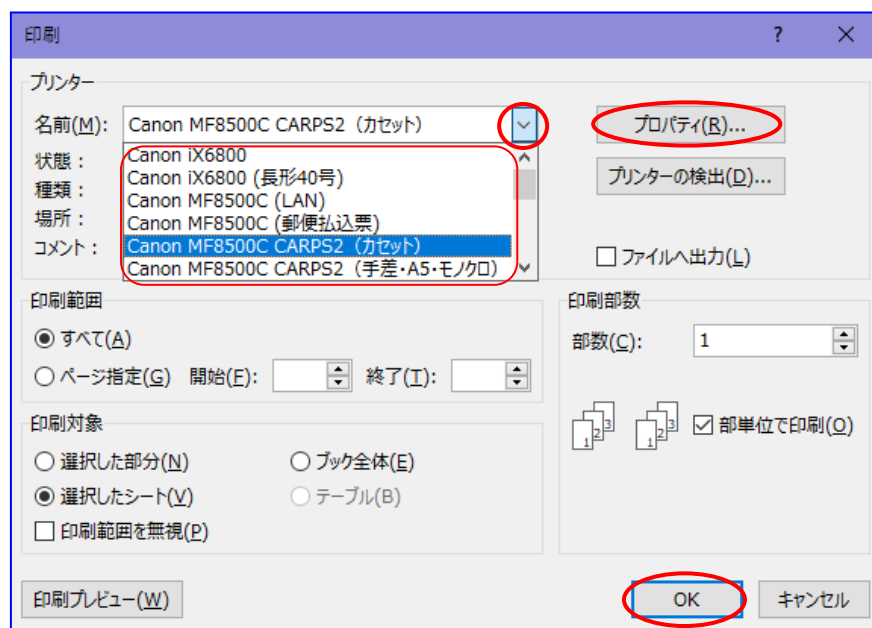 印刷
?
プリンター
名前(M): Canon MF8500C CARPS2（カセット） プロパティ(R)...
状態：
種類：
場所：
コメント：
Canon iX6800
Canon iX6800 (長形40号)
Canon MF8500C (LAN)
Canon MF8500C (郵便払込票)
Canon MF8500C CARPS2（カセット）
Canon MF8500C CARPS2（手差・A5・モノクロ）
プリンターの検出(D)...
ファイルへ出力(L)
印刷範囲
すべて(A)
ページ指定(G) 開始(F): 終了(T):
印刷部数
部数(C): 1
1 2 3 1 2 3 部単位で印刷(O)
印刷対象
選択した部分(N) ブック全体(E)
選択したシート(V) テーブル(B)
印刷範囲を無視(P)
印刷プレビュー(W) OK キャンセル